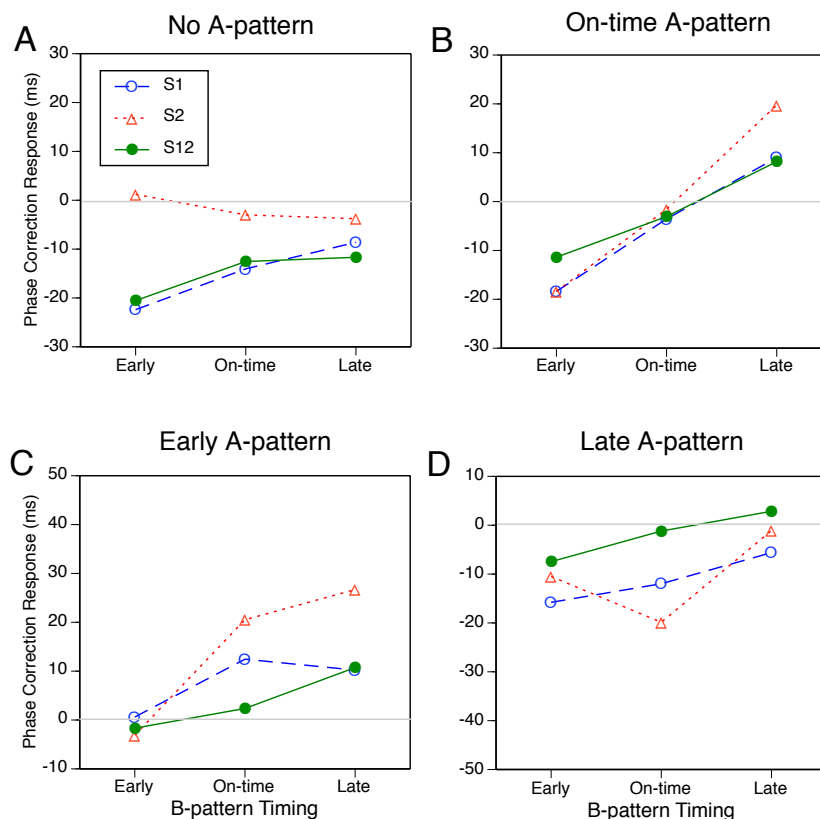 A
No A-pattern
Phase Correction Response (ms)
30
20
10
0
-10
-20
-30
S1
S2
S12
Early
On-time
Late
B
On-time A-pattern
30
20
10
0
-10
-20
-30
Early
On-time
Late
C
Early A-pattern
Phase Correction Response (ms)
50
40
30
20
10
0
-10
Early
On-time
Late
B-pattern Timing
D
Late A-pattern
10
0
-10
-20
-30
-40
-50
Early
On-time
Late
B-pattern Timing